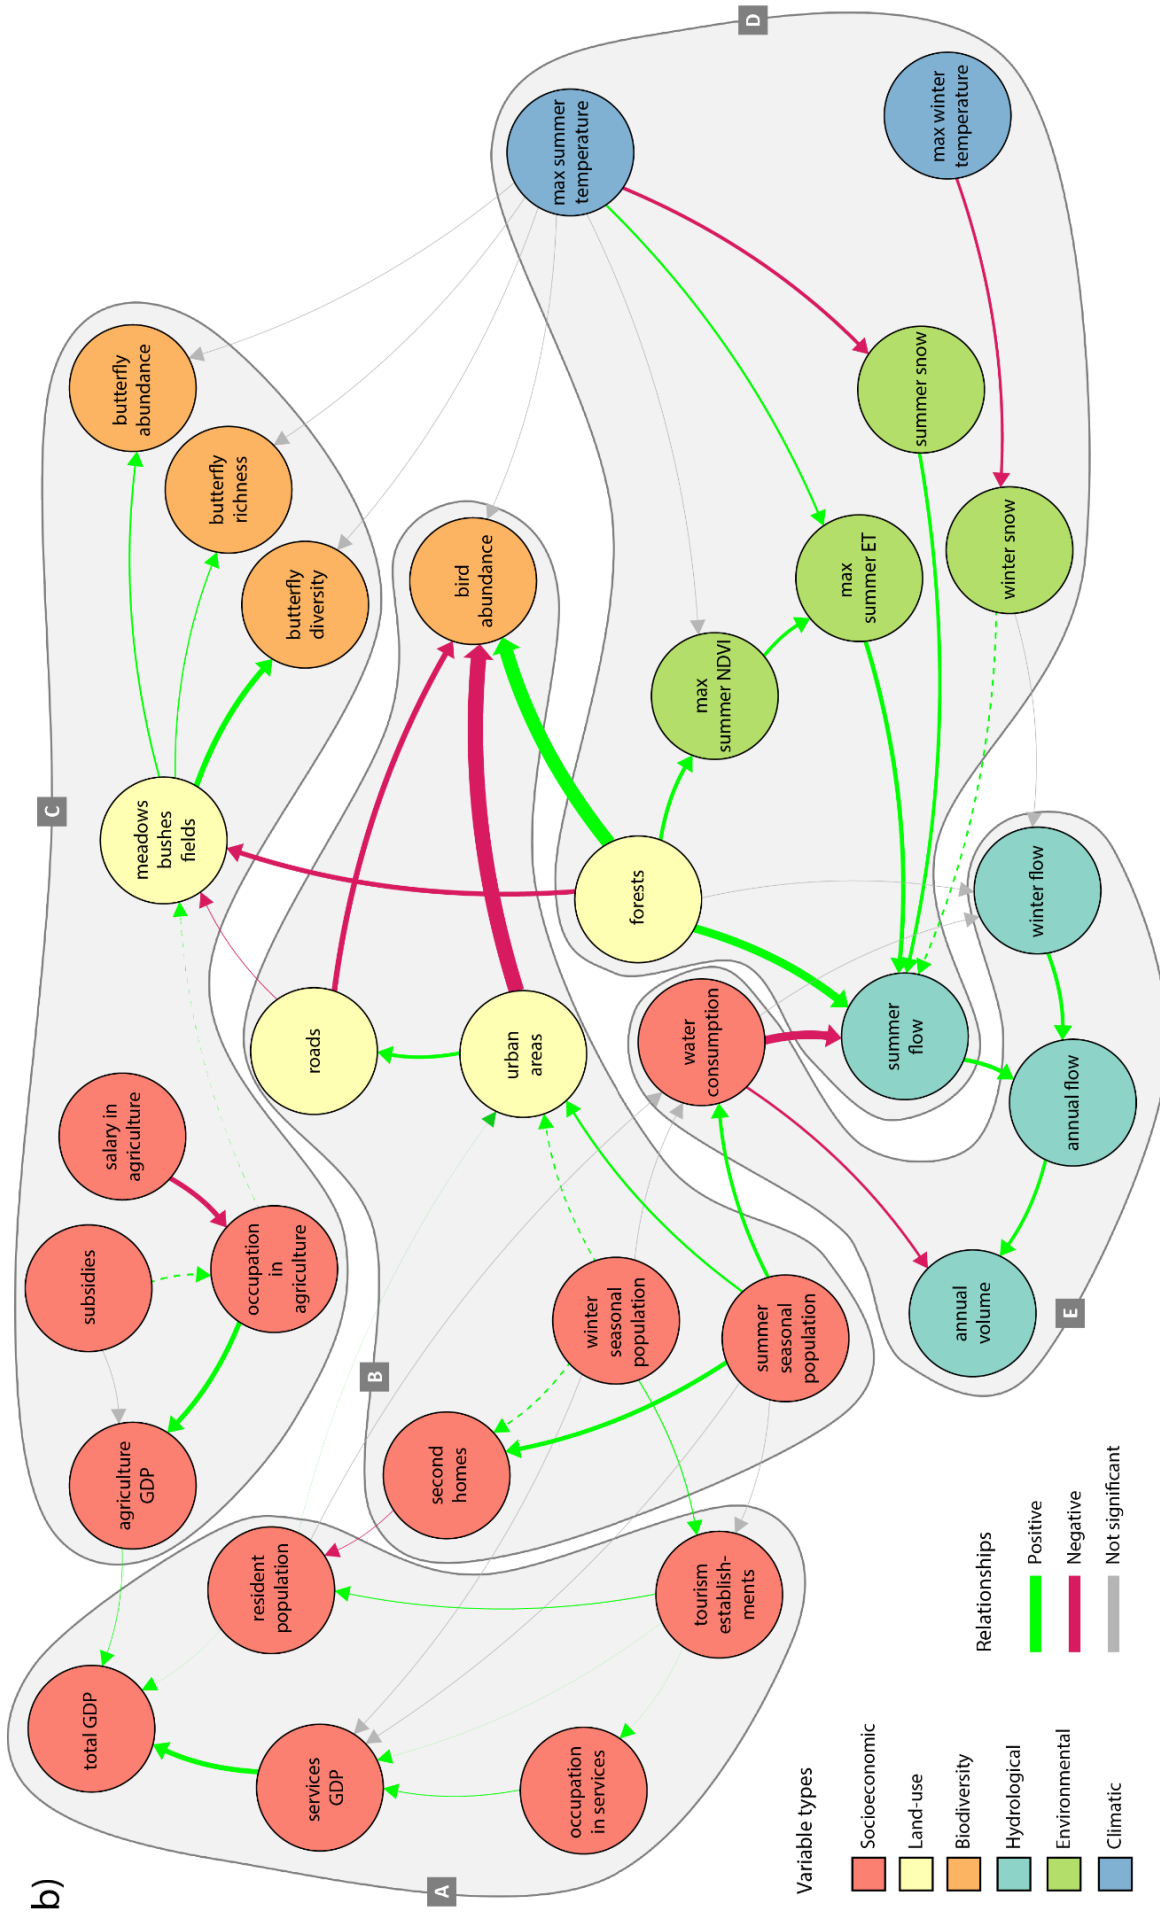 b)
A
B
C
D
E
total GDP
agriculture
GDP
subsidies
salary in
agriculture
occupation
in
agriculture
meadows
bushes
fields
butterfly
abundance
butterfly
richness
butterfly
diversity
services
GDP
resident
population
occupation
in services
tourism
establish-
ments
second
homes
winter
seasonal
population
summer
seasonal
population
roads
urban
areas
bird
abundance
forests
max
summer NDVI
max
summer ET
max summer
temperature
max winter
temperature
summer snow
winter snow
water
consumption
summer
flow
winter flow
annual flow
annual
volume
Variable types
Socioeconomic
Land-use
Biodiversity
Hydrological
Environmental
Climatic
Relationships
Positive
Negative
Not significant